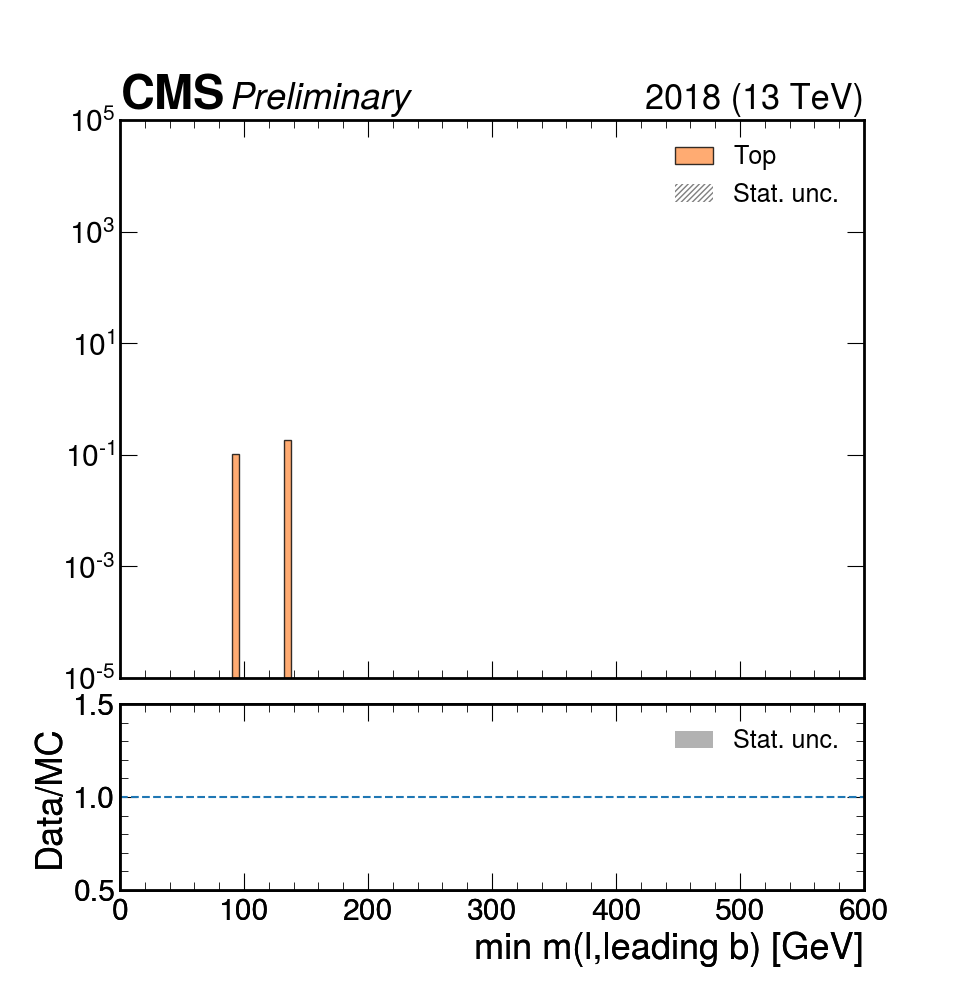 CMS Preliminary 2018 (13 TeV)
10^5
Top
Stat. unc.
10^3
10^1
10^-1
10^-3
10^-5
1.5
Stat. unc.
Data/MC
1.0
0.5
0 100 200 300 400 500 600
min m(l,leading b) [GeV]